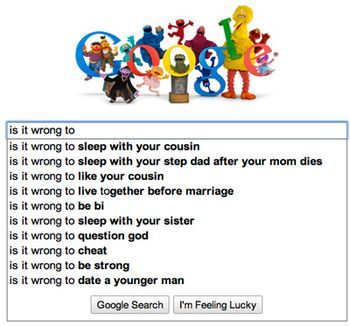 Google
is it wrong to
is it wrong to sleep with your cousin
is it wrong to sleep with your step dad after your mom dies
is it wrong to like your cousin
is it wrong to live together before marriage
is it wrong to be bi
is it wrong to sleep with your sister
is it wrong to question god
is it wrong to cheat
is it wrong to be strong
is it wrong to date a younger man
Google Search I'm Feeling Lucky